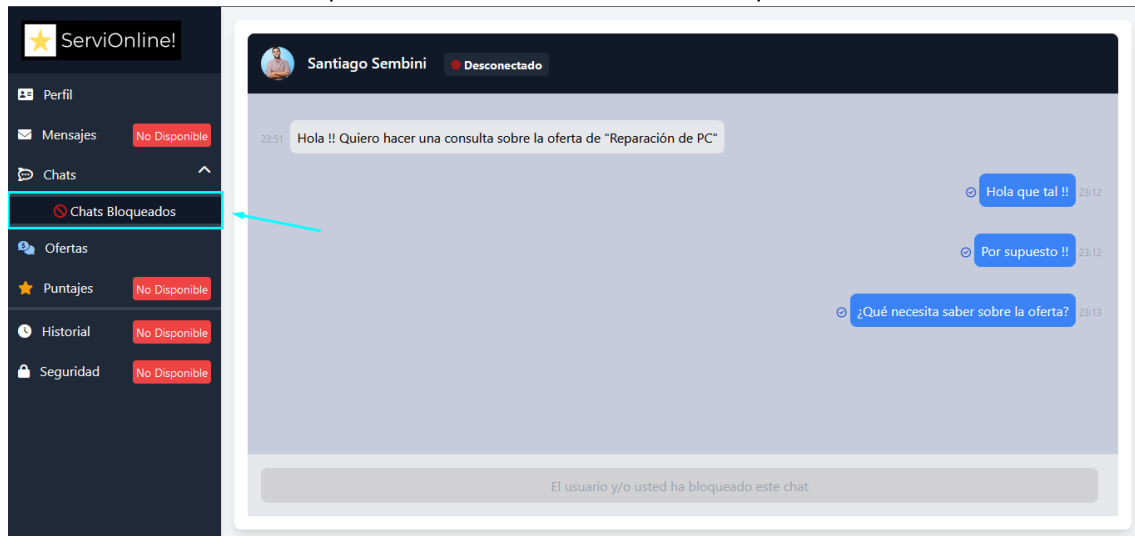 ServiOnline!
Perfil
Mensajes No Disponible
Chats
Chats Bloqueados
Ofertas
Puntajes No Disponible
Historial No Disponible
Seguridad No Disponible
Santiago Sembini Desconectado
22:51 Hola !! Quiero hacer una consulta sobre la oferta de "Reparación de PC"
Hola que tal !! 23:12
Por supuesto !! 23:12
¿Qué necesita saber sobre la oferta? 23:13
El usuario y/o usted ha bloqueado este chat